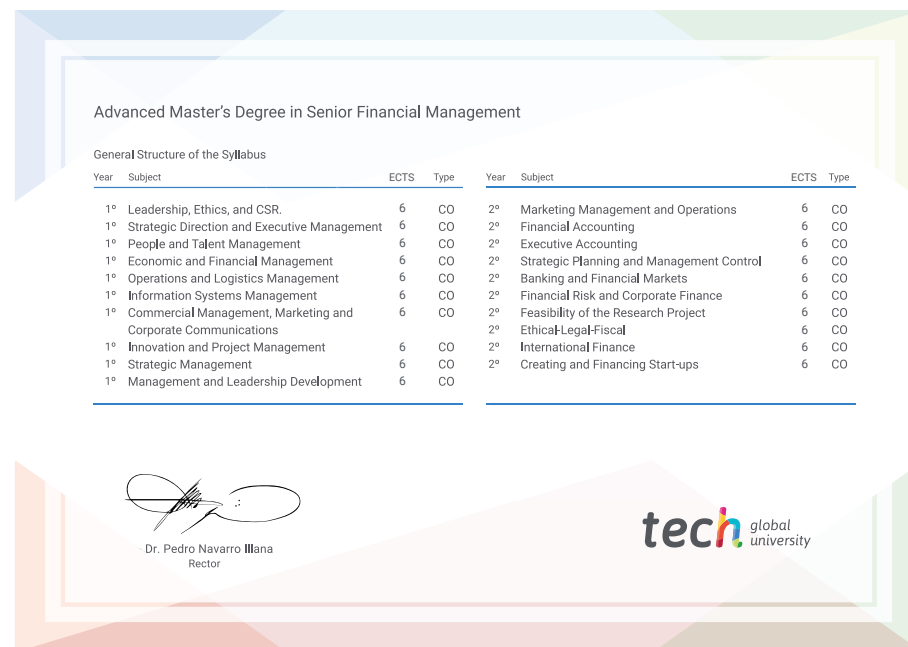 Advanced Master's Degree in Senior Financial Management
General Structure of the Syllabus
Year Subject ECTS Type
1º Leadership, Ethics, and CSR. 6 CO
1º Strategic Direction and Executive Management 6 CO
1º People and Talent Management 6 CO
1º Economic and Financial Management 6 CO
1º Operations and Logistics Management 6 CO
1º Information Systems Management 6 CO
1º Commercial Management, Marketing and 6 CO
Corporate Communications
1º Innovation and Project Management 6 CO
1º Strategic Management 6 CO
1º Management and Leadership Development 6 CO
Year Subject ECTS Type
2º Marketing Management and Operations 6 CO
2º Financial Accounting 6 CO
2º Executive Accounting 6 CO
2º Strategic Planning and Management Control 6 CO
2º Banking and Financial Markets 6 CO
2º Financial Risk and Corporate Finance 6 CO
2º Feasibility of the Research Project 6 CO
2º Ethical-Legal-Fiscal 6 CO
2º International Finance 6 CO
2º Creating and Financing Start-ups 6 CO
Dr. Pedro Navarro Illana
Rector
tech global
university